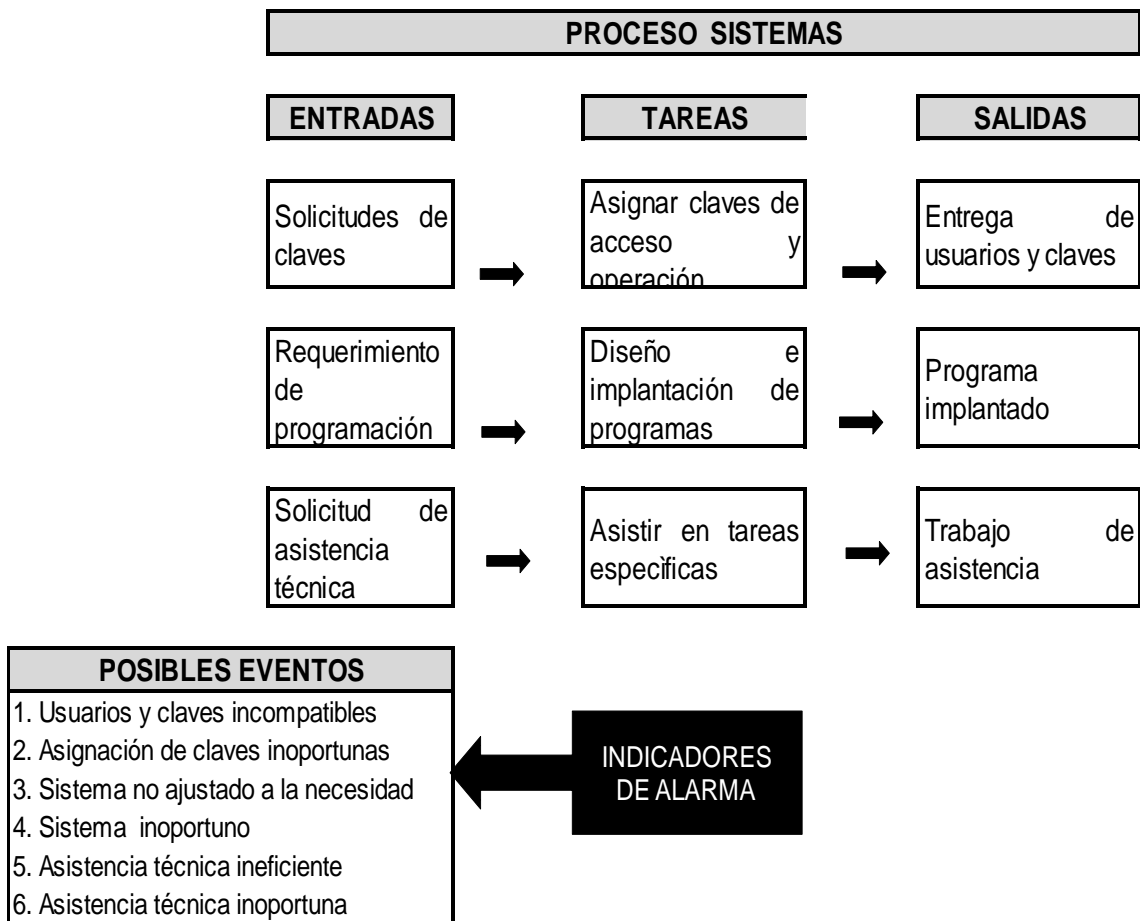 PROCESO SISTEMAS
ENTRADAS
TAREAS
SALIDAS
Solicitudes de
claves
Asignar claves de
acceso y
operación
Entrega de
usuarios y claves
Requerimiento
de
programación
Diseño e
implantación de
programas
Programa
implantado
Solicitud de
asistencia
técnica
Asistir en tareas
especìficas
Trabajo de
asistencia
POSIBLES EVENTOS
1. Usuarios y claves incompatibles
2. Asignación de claves inoportunas
3. Sistema no ajustado a la necesidad
4. Sistema inoportuno
5. Asistencia técnica ineficiente
6. Asistencia técnica inoportuna
INDICADORES
DE ALARMA